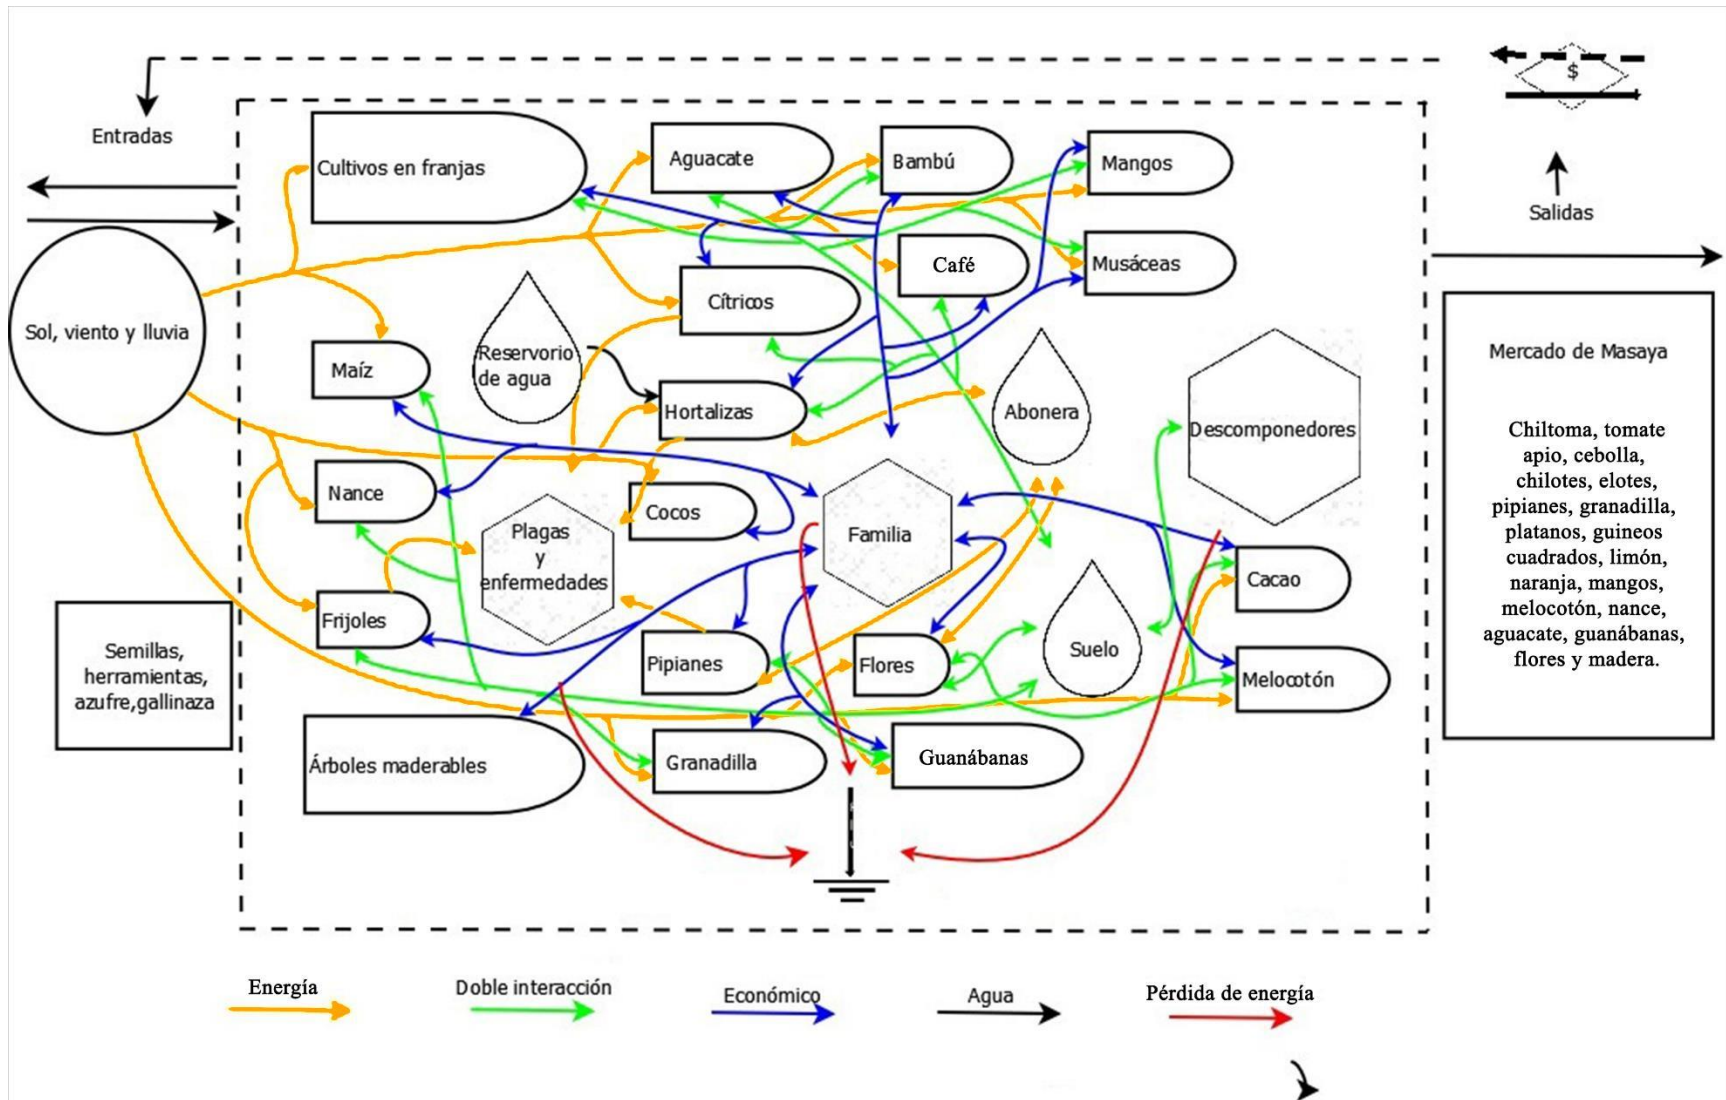 $
Entradas
Salidas
Cultivos en franjas
Aguacate
Bambú
Mangos
Café
Musáceas
Cítricos
Sol, viento y lluvia
Reservorio
de agua
Maíz
Hortalizas
Abonera
Descomponedores
Nance
Cocos
Plagas
y
enfermedades
Familia
Cacao
Frijoles
Pipianes
Flores
Suelo
Melocotón
Árboles maderables
Granadilla
Guanábanas
Semillas,
herramientas,
azufre,gallinaza
Mercado de Masaya
Chiltoma, tomate
apio, cebolla,
chilotes, elotes,
pipianes, granadilla,
platanos, guineos
cuadrados, limón,
naranja, mangos,
melocotón, nance,
aguacate, guanábanas,
flores y madera.
Energía
Doble interacción
Económico
Agua
Pérdida de energía